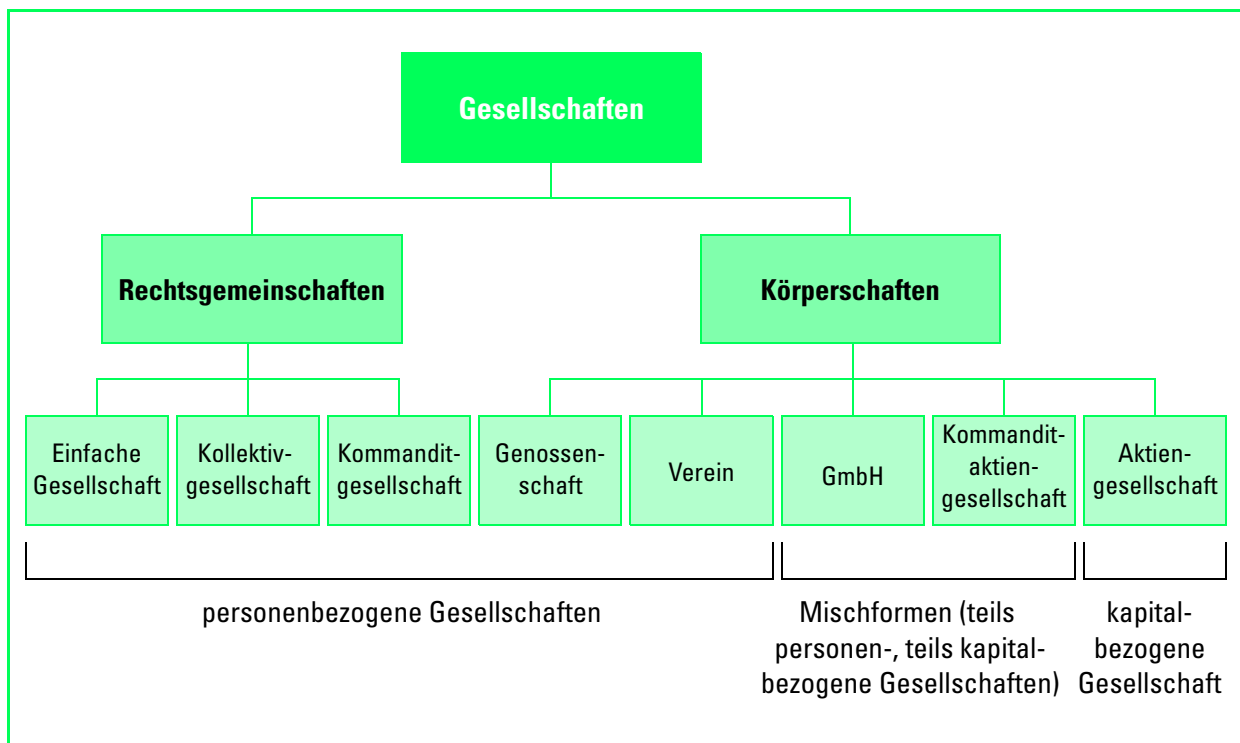 Gesellschaften
Rechtsgemeinschaften
Körperschaften
Einfache
Gesellschaft
Kollektiv-
gesellschaft
Kommandit-
gesellschaft
Genossen-
schaft
Verein
GmbH
Kommandit-
aktien-
gesellschaft
Aktien-
gesellschaft
personenbezogene Gesellschaften
Mischformen (teils
personen-, teils kapital-
bezogene Gesellschaften)
kapital-
bezogene
Gesellschaft